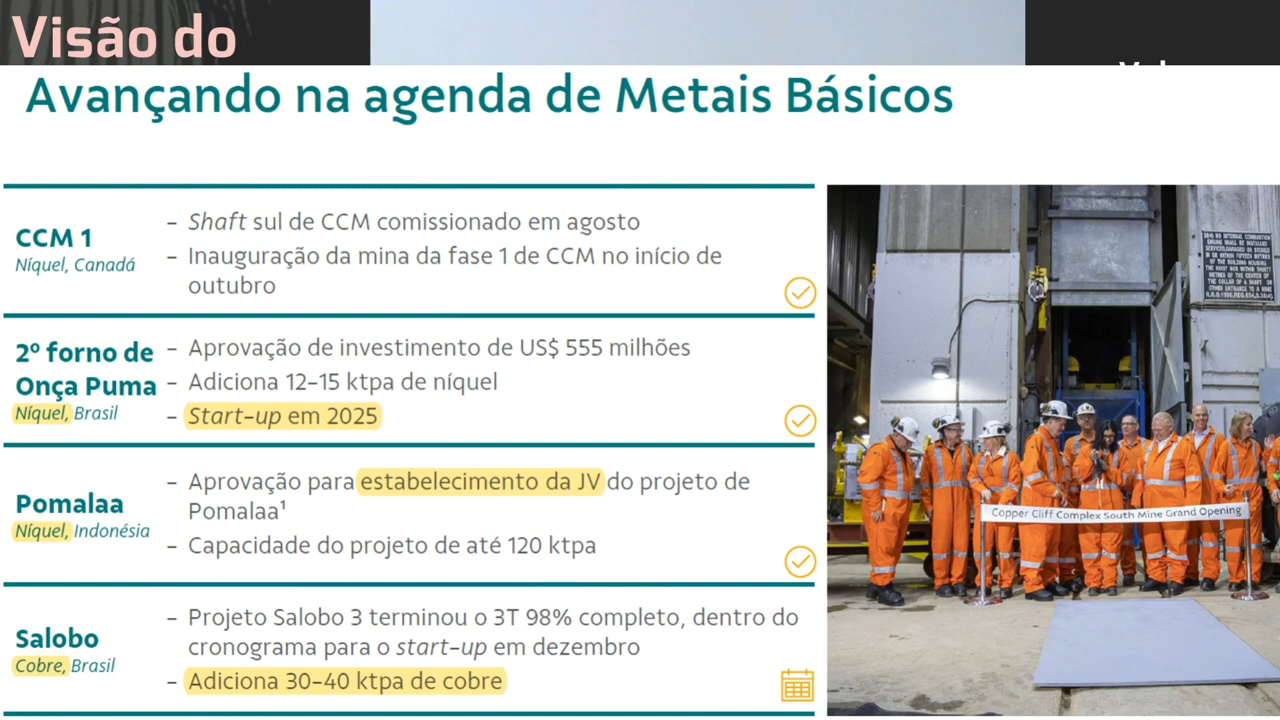 Visão do
Avançando na agenda de Metais Básicos
CCM 1
Níquel, Canadá
– Shaft sul de CCM comissionado em agosto
– Inauguração da mina da fase 1 de CCM no início de
outubro
2º forno de
Onça Puma
Níquel, Brasil
– Aprovação de investimento de US$ 555 milhões
– Adiciona 12–15 ktpa de níquel
– Start-up em 2025
Pomalaa
Níquel, Indonésia
– Aprovação para estabelecimento da JV do projeto de
Pomalaa¹
– Capacidade do projeto de até 120 ktpa
Salobo
Cobre, Brasil
– Projeto Salobo 3 terminou o 3T 98% completo, dentro do
cronograma para o start-up em dezembro
– Adiciona 30–40 ktpa de cobre
Copper Cliff Complex South Mine Grand Opening